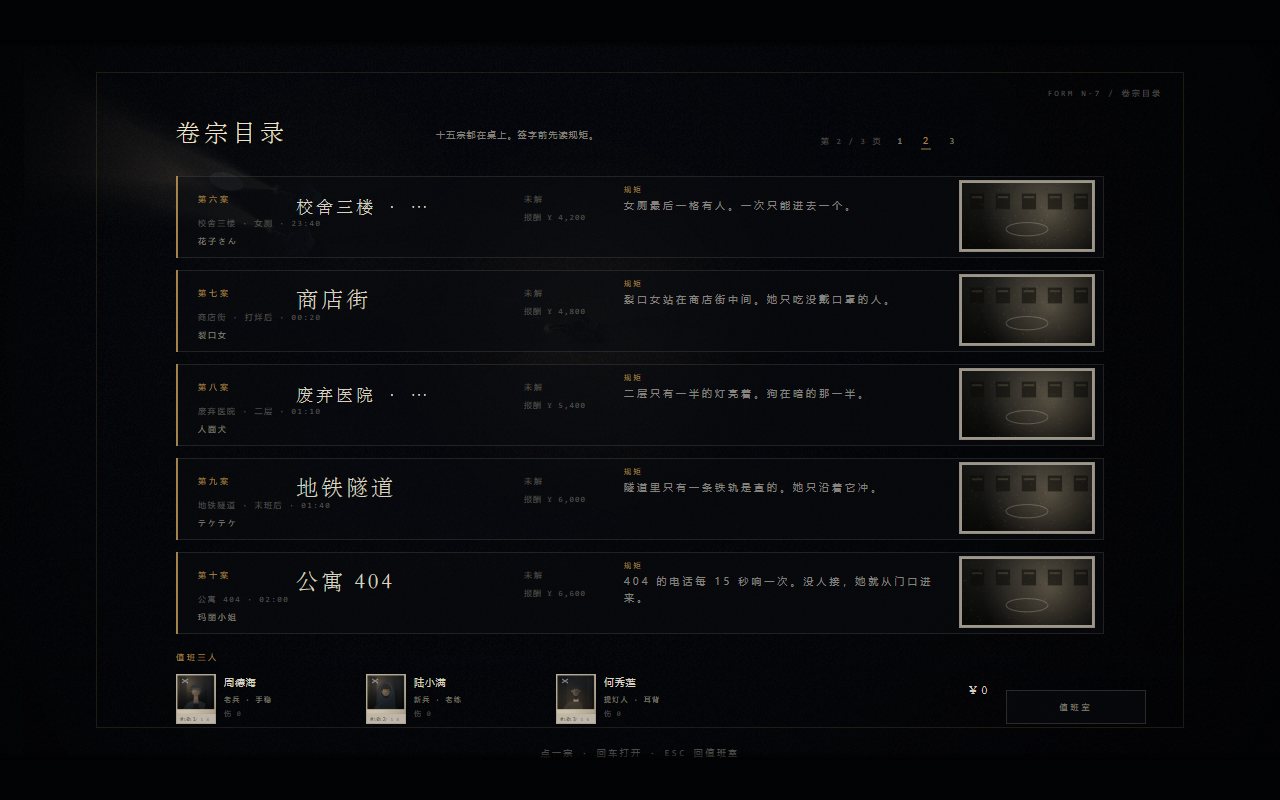 FORM N-7 / 卷宗目录
卷宗目录
十五宗都在桌上。签字前先读规矩。
第 2 / 3 页 1 2 3
第六案
校舍三楼 · …
校舍三楼 · 女厕 · 23:40
花子さん
未解
报酬 ¥ 4,200
规矩
女厕最后一格有人。一次只能进去一个。
第七案
商店街
商店街 · 打烊后 · 00:20
裂口女
未解
报酬 ¥ 4,800
规矩
裂口女站在商店街中间。她只吃没戴口罩的人。
第八案
废弃医院 · …
废弃医院 · 二层 · 01:10
人面犬
未解
报酬 ¥ 5,400
规矩
二层只有一半的灯亮着。狗在暗的那一半。
第九案
地铁隧道
地铁隧道 · 末班后 · 01:40
テケテケ
未解
报酬 ¥ 6,000
规矩
隧道里只有一条铁轨是直的。她只沿着它冲。
第十案
公寓 404
公寓 404 · 02:00
玛丽小姐
未解
报酬 ¥ 6,600
规矩
404 的电话每 15 秒响一次。没人接，她就从门口进
来。
值班三人
周德海
老兵 · 手稳
伤 0
陆小满
新兵 · 老练
伤 0
何秀莲
提灯人 · 耳背
伤 0
¥ 0
值班室
点一宗 · 回车打开 · ESC 回值班室